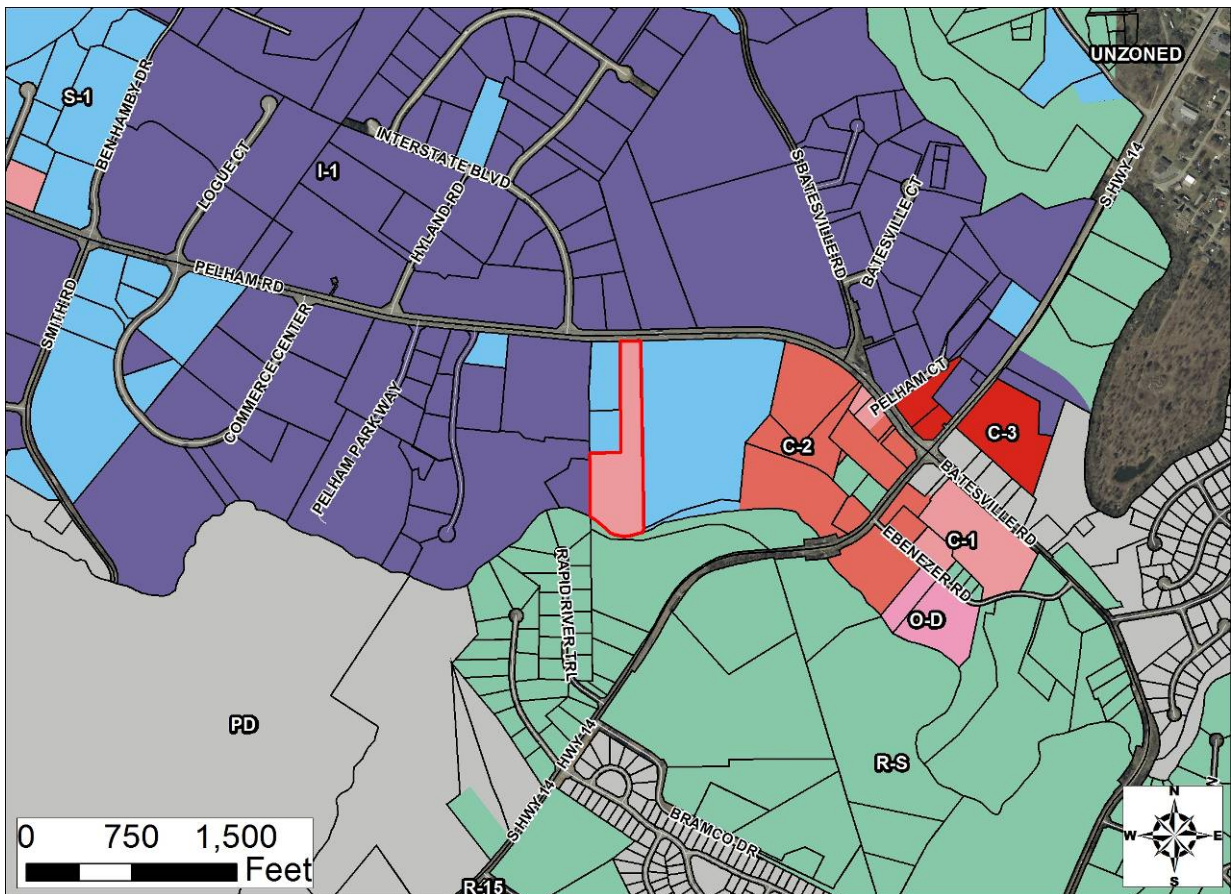 UNZONED
S-1
BEN HAMBY DR
LOGUE CT
INTERSTATE BLVD
I-1
HYLAND RD
S BATESVILLE RD
BATESVILLE CT
S HWY 14
PELHAM RD
SMITH RD
COMMERCE CENTER
PELHAM PARK WAY
PELHAM CT
C-2
C-3
BATESVILLE RD
C-1
EBENEZER RD
O-D
RAPID RIVER TRL
PD
R-S
S HWY 14
HWY 14
BRAMCO DR
R-15
0 750 1,500
Feet
N
W E
S